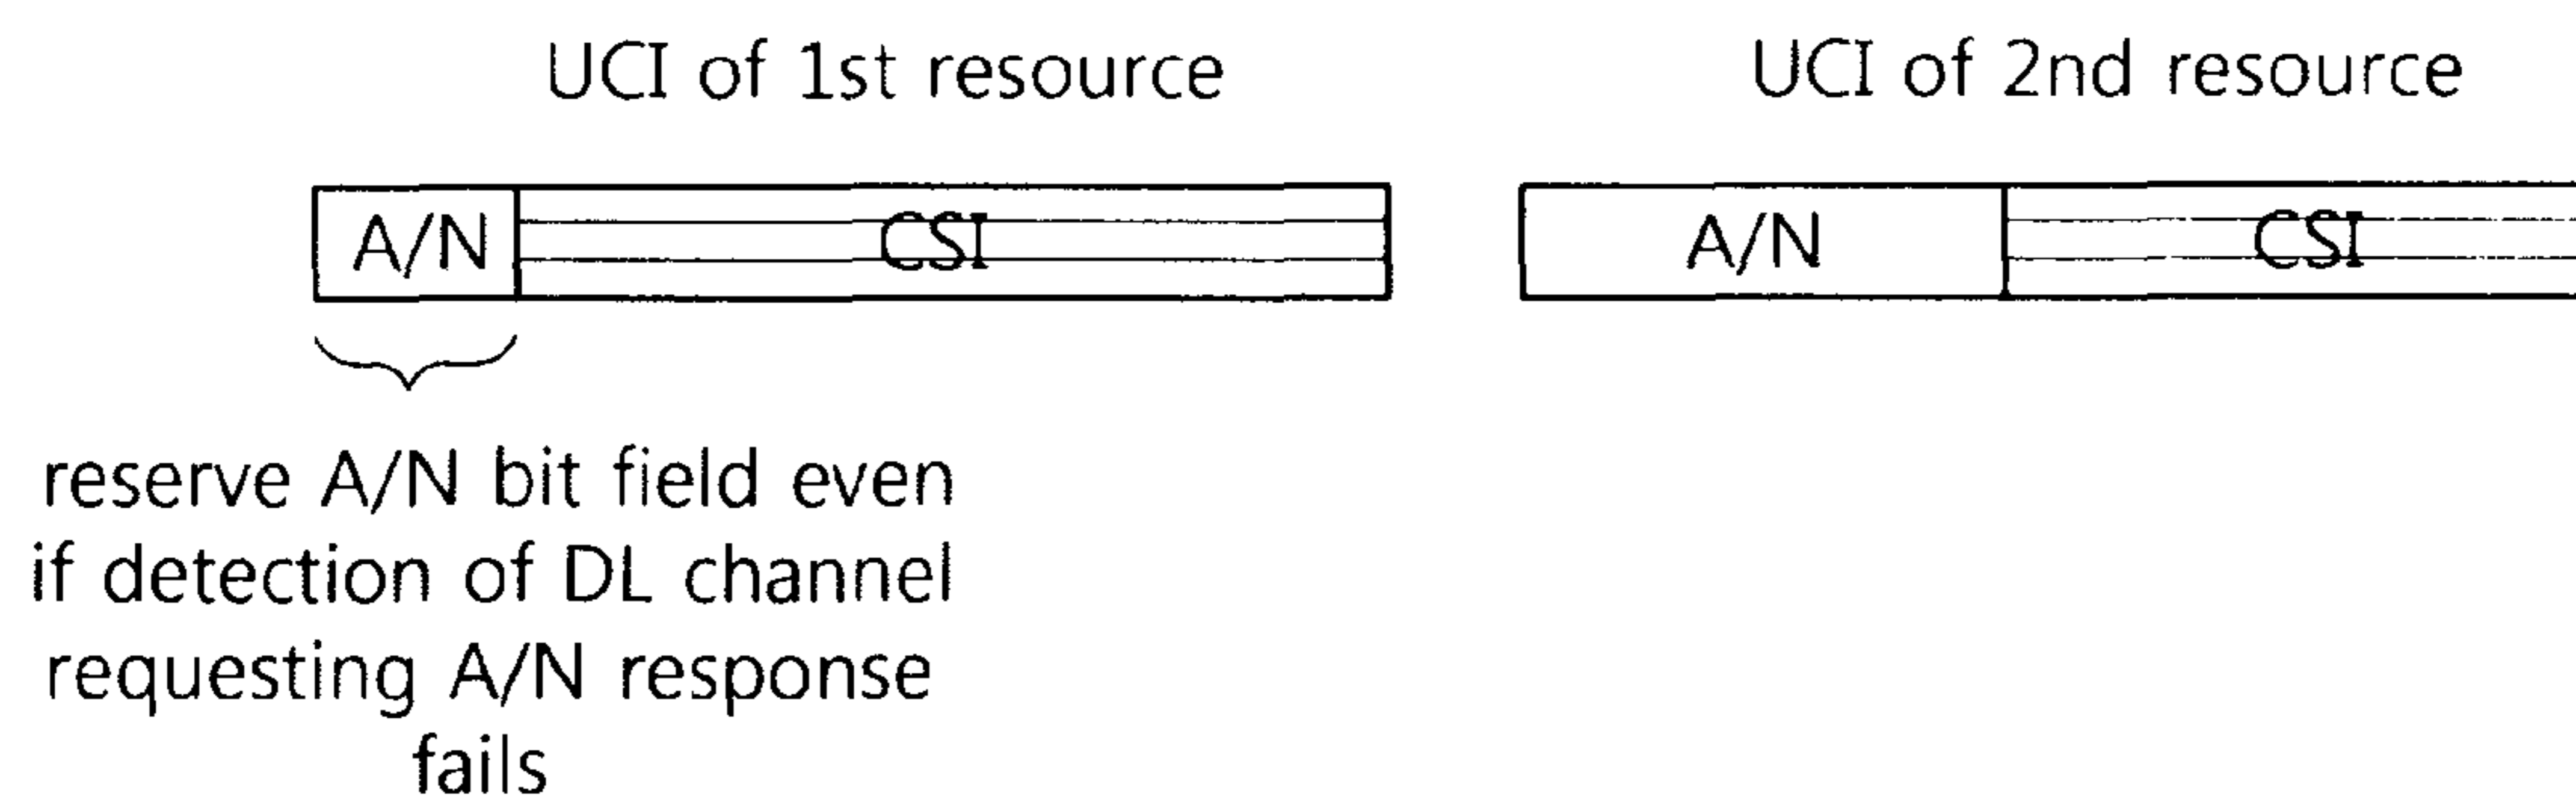 UCI of 1st resource
UCI of 2nd resource
A/N
CSI
A/N
CSI
reserve A/N bit field even
if detection of DL channel
requesting A/N response
fails